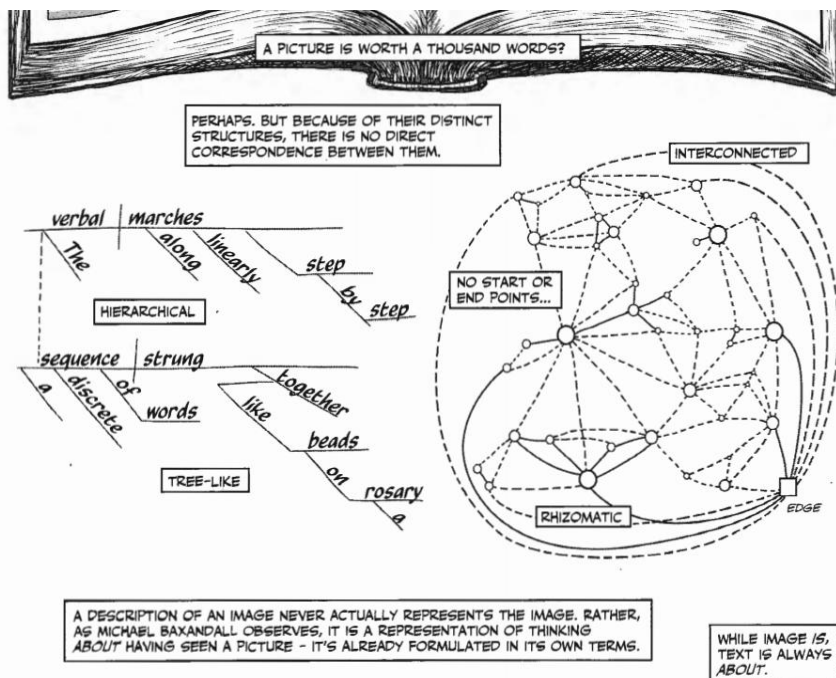 A PICTURE IS WORTH A THOUSAND WORDS?
PERHAPS. BUT BECAUSE OF THEIR DISTINCT
STRUCTURES, THERE IS NO DIRECT
CORRESPONDENCE BETWEEN THEM.
INTERCONNECTED
verbal marches
The along linearly step
by step
HIERARCHICAL
NO START OR
END POINTS...
sequence strung
a discrete of words together
like beads
on rosary
a
TREE-LIKE
RHIZOMATIC
EDGE
A DESCRIPTION OF AN IMAGE NEVER ACTUALLY REPRESENTS THE IMAGE. RATHER,
AS MICHAEL BAXANDALL OBSERVES, IT IS A REPRESENTATION OF THINKING
ABOUT HAVING SEEN A PICTURE – IT'S ALREADY FORMULATED IN ITS OWN TERMS.
WHILE IMAGE IS,
TEXT IS ALWAYS
ABOUT.